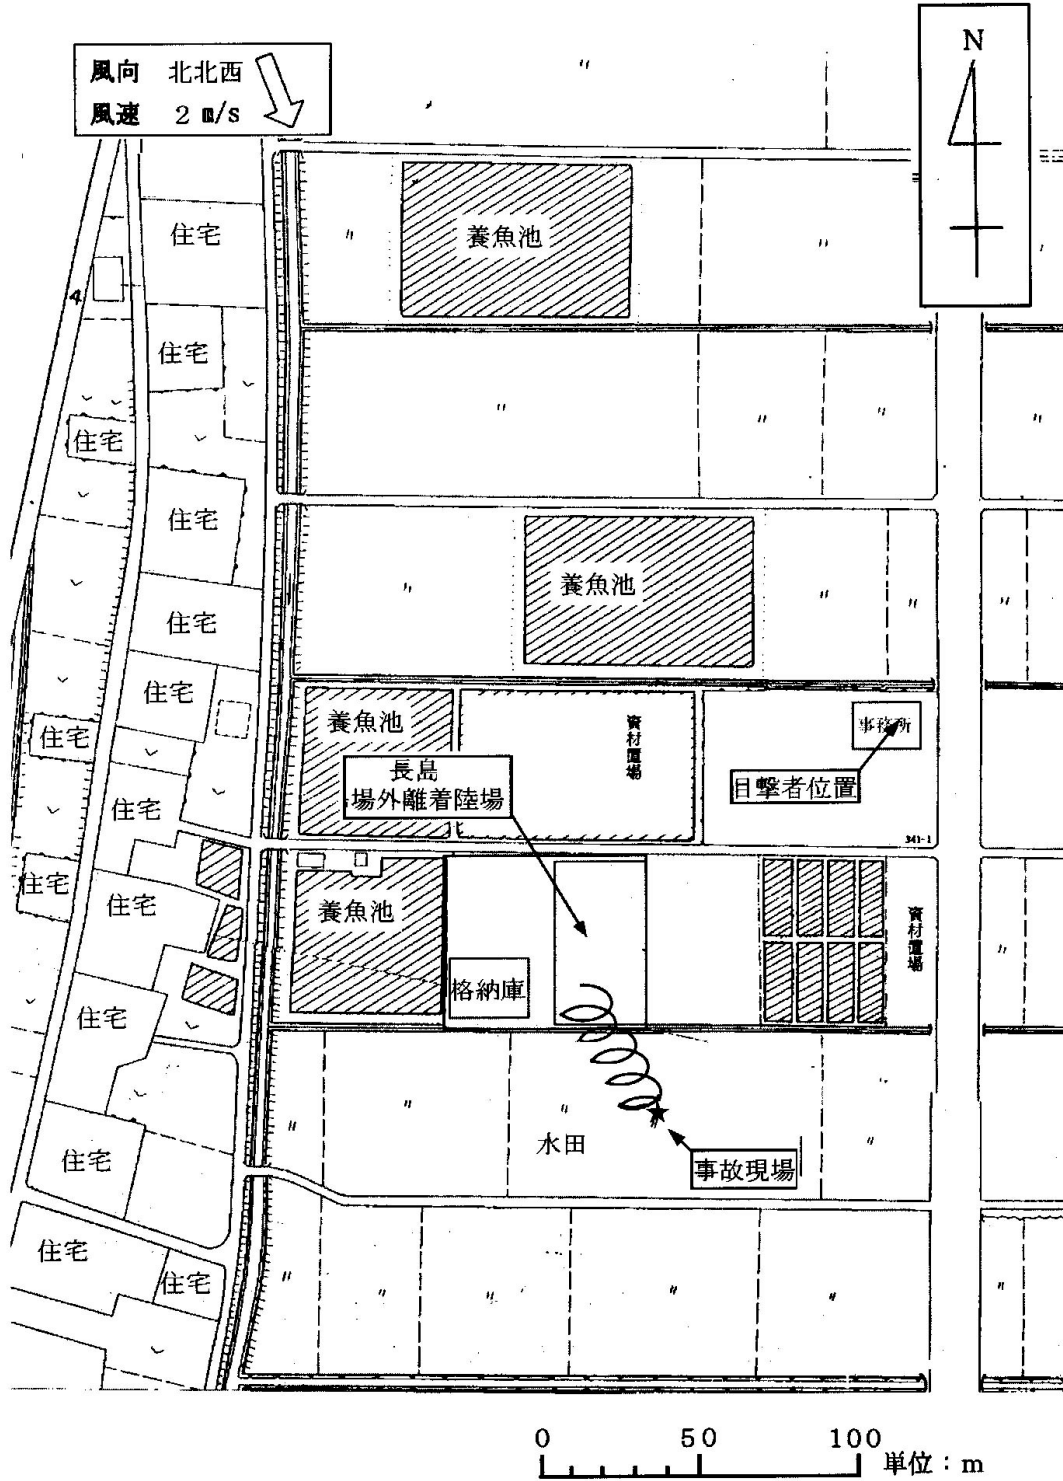 風向 北北西
風速 2 m/s
N
住宅
養魚池
4
住宅
住宅
住宅
養魚池
住宅
住宅
養魚池
資材置場
事務所
住宅
長島
場外離着陸場
目撃者位置
住宅
341-1
住宅
住宅
養魚池
資材置場
格納庫
住宅
水田
住宅
事故現場
住宅
住宅
0 50 100
単位：m